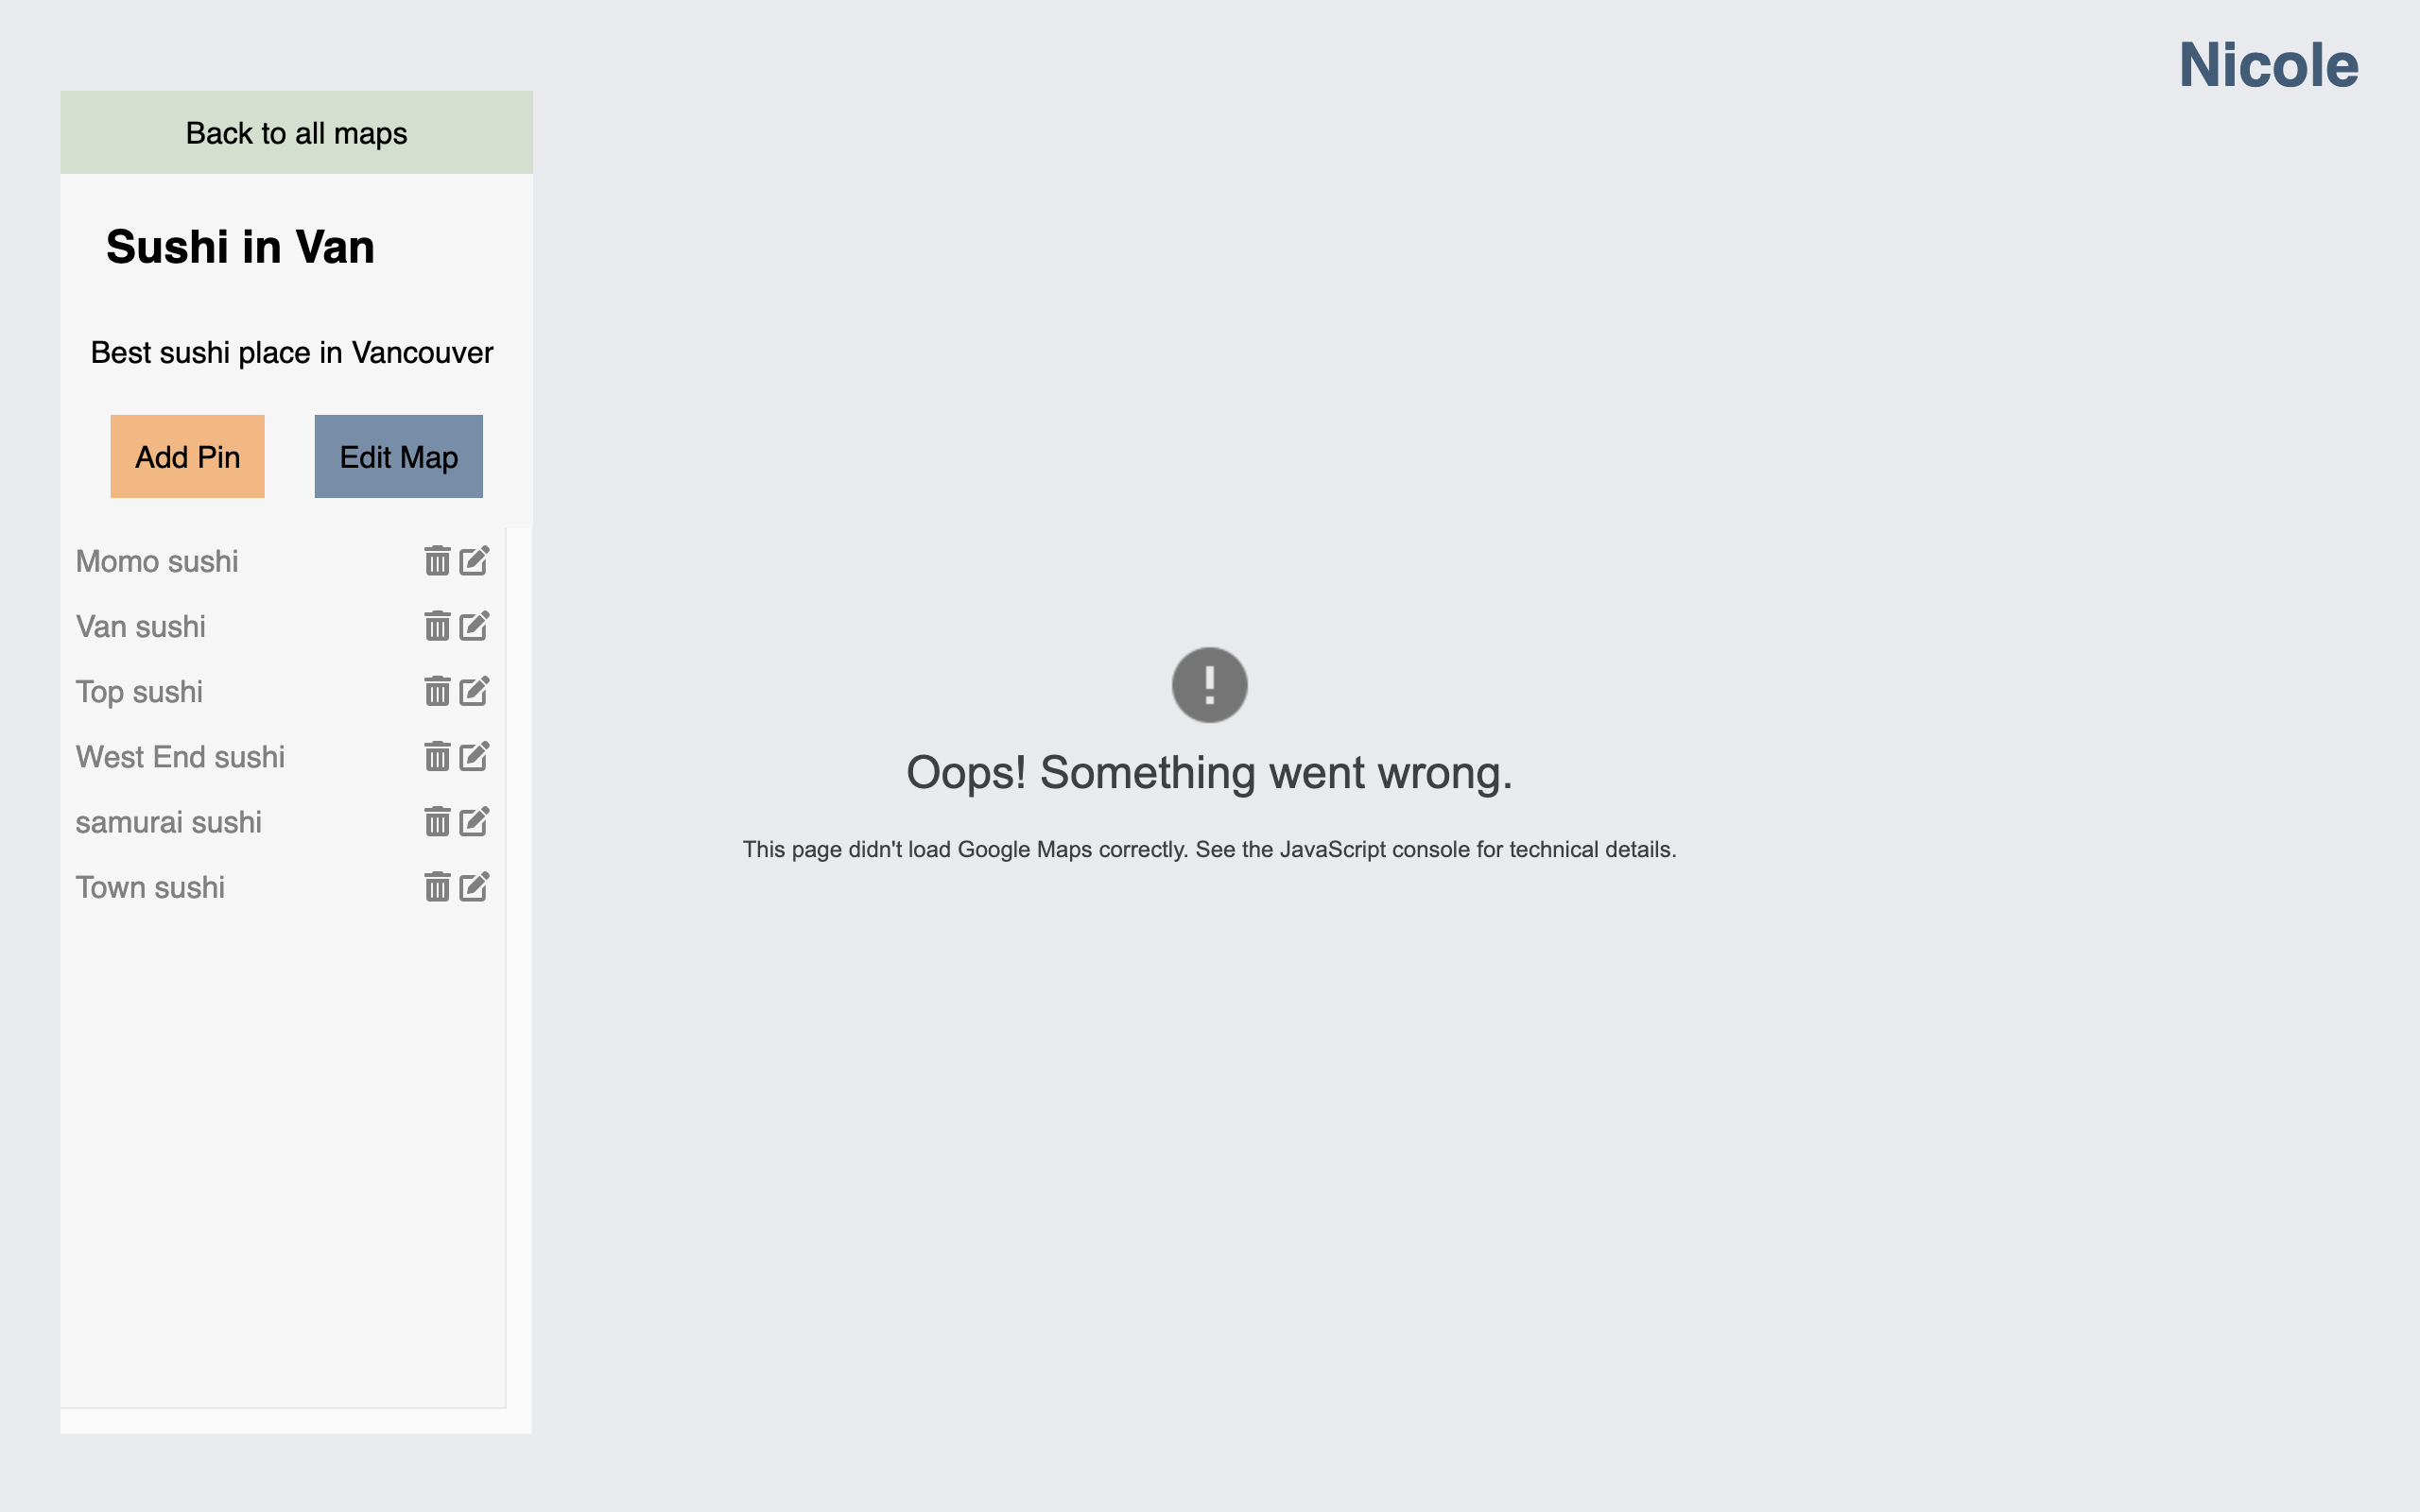 Nicole
Back to all maps
Sushi in Van
Best sushi place in Vancouver
Add Pin
Edit Map
Momo sushi
Van sushi
Top sushi
West End sushi
samurai sushi
Town sushi
Oops! Something went wrong.
This page didn't load Google Maps correctly. See the JavaScript console for technical details.